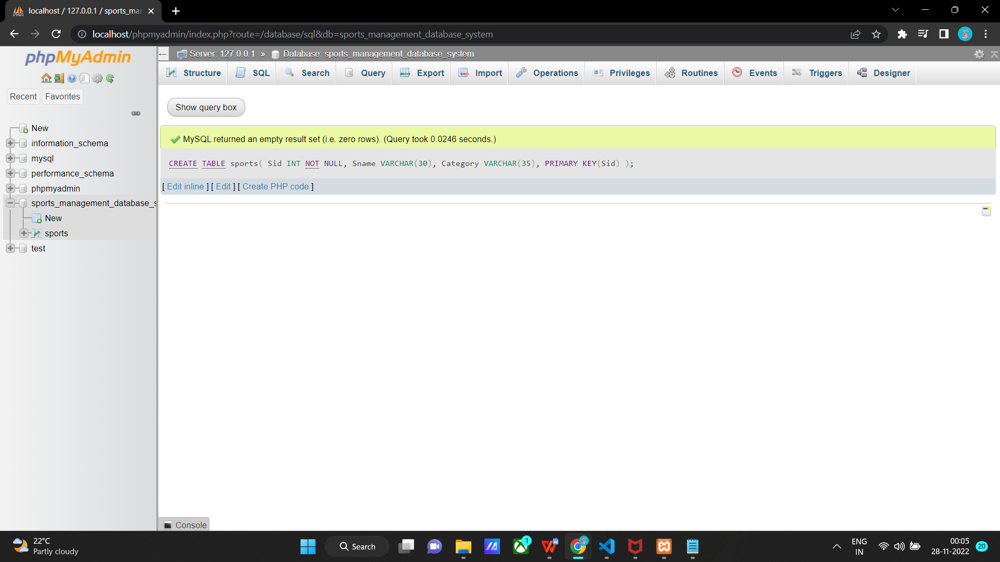 localhost / 127.0.0.1 / sports_mar
localhost/phpmyadmin/index.php?route=/database/sql&db=sports_management_database_system
phpMyAdmin
Recent Favorites
New
information_schema
mysql
performance_schema
phpmyadmin
sports_management_database_s
New
sports
test
Server: 127.0.0.1 » Database: sports_management_database_system
Structure SQL Search Query Export Import Operations Privileges Routines Events Triggers Designer
Show query box
MySQL returned an empty result set (i.e. zero rows). (Query took 0.0246 seconds.)
CREATE TABLE sports( Sid INT NOT NULL, Sname VARCHAR(30), Category VARCHAR(35), PRIMARY KEY(Sid) );
[ Edit inline ] [ Edit ] [ Create PHP code ]
Console
22°C
Partly cloudy
Search
1
ENG
IN
00:05
28-11-2022
20